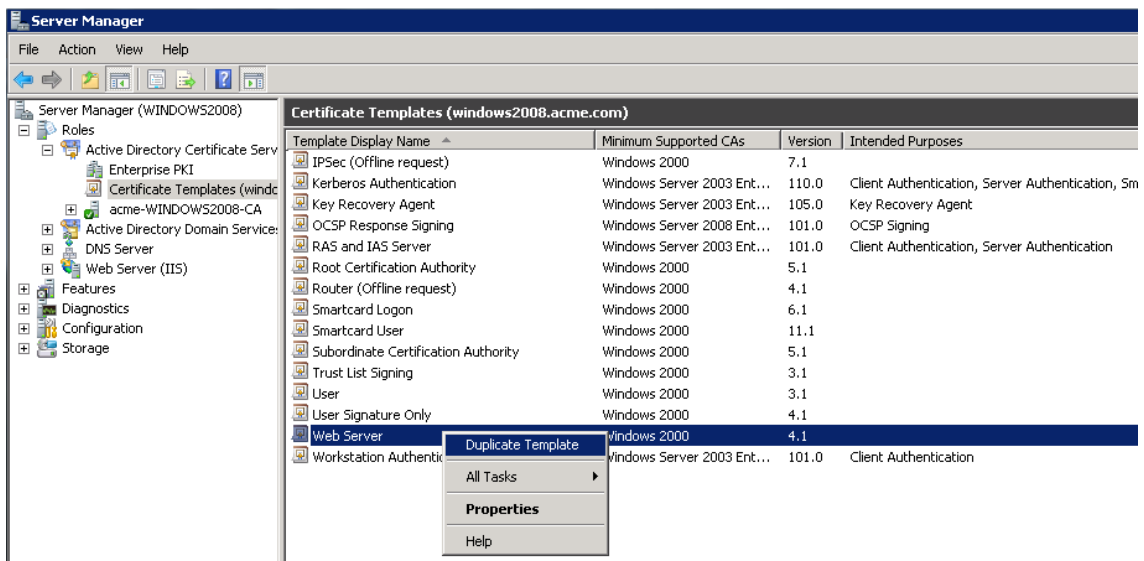 Server Manager
File Action View Help
Server Manager (WINDOWS2008)
Roles
Active Directory Certificate Serv
Enterprise PKI
Certificate Templates (windc
acme-WINDOWS2008-CA
Active Directory Domain Service
DNS Server
Web Server (IIS)
Features
Diagnostics
Configuration
Storage
Certificate Templates (windows2008.acme.com)
Template Display Name Minimum Supported CAs Version Intended Purposes
IPSec (Offline request) Windows 2000 7.1
Kerberos Authentication Windows Server 2003 Ent... 110.0 Client Authentication, Server Authentication, Sm
Key Recovery Agent Windows Server 2003 Ent... 105.0 Key Recovery Agent
OCSP Response Signing Windows Server 2008 Ent... 101.0 OCSP Signing
RAS and IAS Server Windows Server 2003 Ent... 101.0 Client Authentication, Server Authentication
Root Certification Authority Windows 2000 5.1
Router (Offline request) Windows 2000 4.1
Smartcard Logon Windows 2000 6.1
Smartcard User Windows 2000 11.1
Subordinate Certification Authority Windows 2000 5.1
Trust List Signing Windows 2000 3.1
User Windows 2000 3.1
User Signature Only Windows 2000 4.1
Web Server Windows 2000 4.1
Workstation Authentic Windows Server 2003 Ent... 101.0 Client Authentication
Duplicate Template
All Tasks
Properties
Help